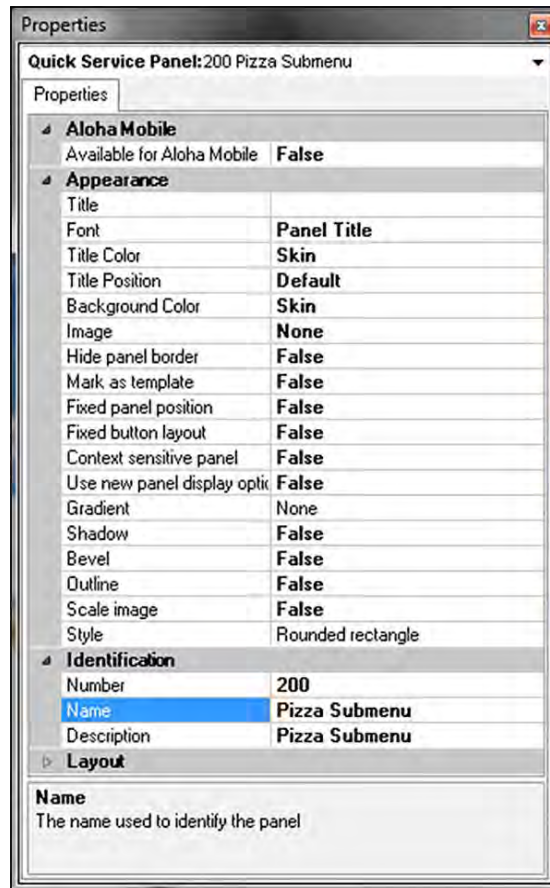 Properties
Quick Service Panel:200 Pizza Submenu
Properties
Aloha Mobile
Available for Aloha Mobile False
Appearance
Title
Font Panel Title
Title Color Skin
Title Position Default
Background Color Skin
Image None
Hide panel border False
Mark as template False
Fixed panel position False
Fixed button layout False
Context sensitive panel False
Use new panel display optic False
Gradient None
Shadow False
Bevel False
Outline False
Scale image False
Style Rounded rectangle
Identification
Number 200
Name Pizza Submenu
Description Pizza Submenu
Layout
Name
The name used to identify the panel